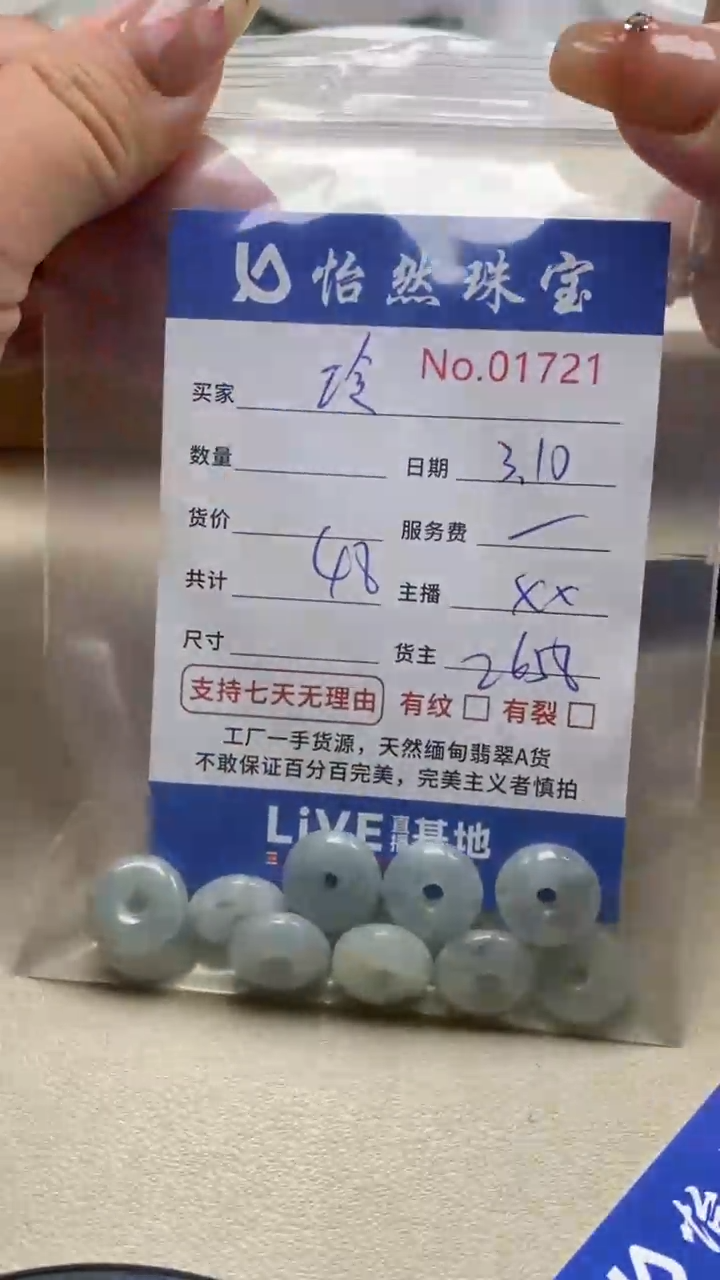 怡然珠宝
No.01721
买家 玲
数量 日期 3.10
货价 服务费 —
共计 48 主播 xx
尺寸 货主 2658
支持七天无理由 有纹 □ 有裂 □
工厂一手货源，天然缅甸翡翠A货
不敢保证百分百完美，完美主义者慎拍
LiVE 直播基地
怡